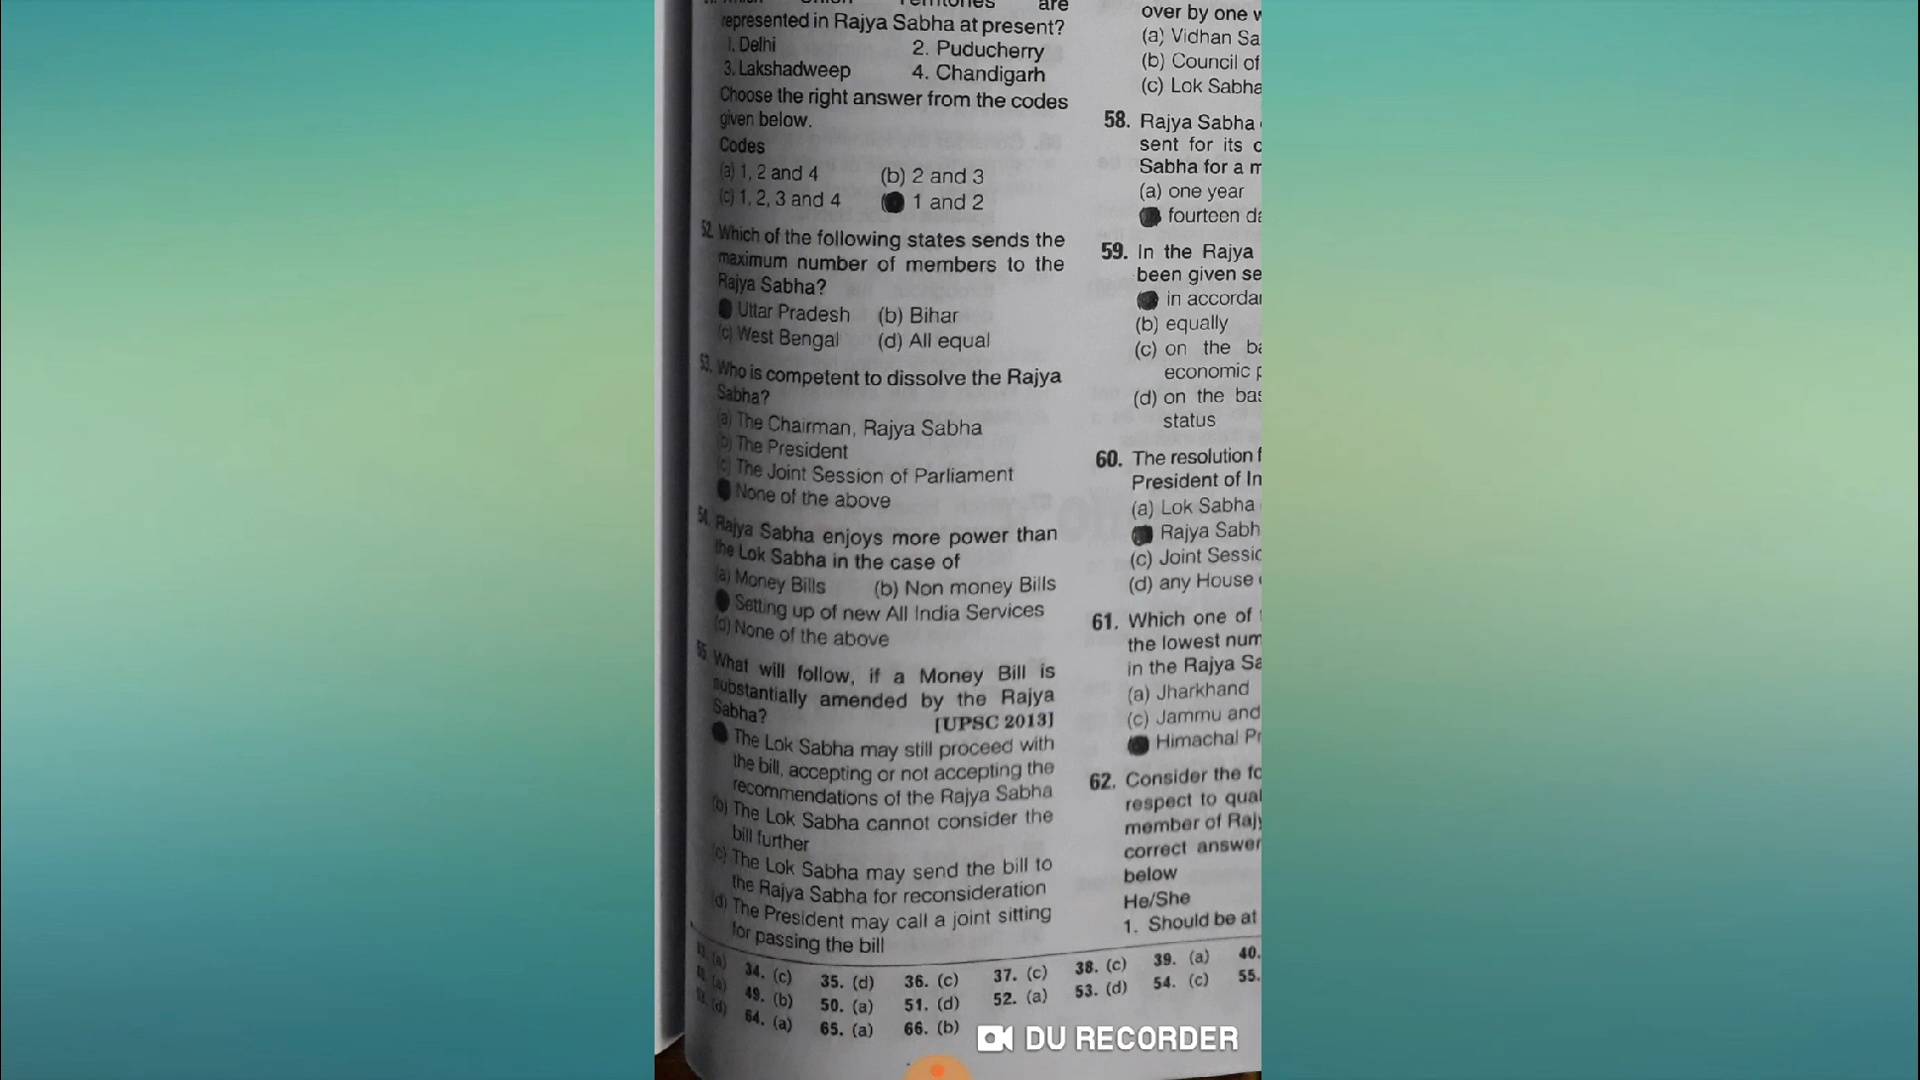 Territories are
represented in Rajya Sabha at present?
1. Delhi 2. Puducherry
3. Lakshadweep 4. Chandigarh
Choose the right answer from the codes
given below.
Codes
(a) 1, 2 and 4 (b) 2 and 3
(c) 1, 2, 3 and 4 1 and 2
52. Which of the following states sends the
maximum number of members to the
Rajya Sabha?
Uttar Pradesh (b) Bihar
(c) West Bengal (d) All equal
53. Who is competent to dissolve the Rajya
Sabha?
(a) The Chairman, Rajya Sabha
(b) The President
(c) The Joint Session of Parliament
None of the above
54. Rajya Sabha enjoys more power than
the Lok Sabha in the case of
(a) Money Bills (b) Non money Bills
Setting up of new All India Services
(d) None of the above
55. What will follow, if a Money Bill is
substantially amended by the Rajya
Sabha? [UPSC 2013]
The Lok Sabha may still proceed with
the bill, accepting or not accepting the
recommendations of the Rajya Sabha
(b) The Lok Sabha cannot consider the
bill further
(c) The Lok Sabha may send the bill to
the Rajya Sabha for reconsideration
(d) The President may call a joint sitting
for passing the bill
over by one
(a) Vidhan Sa
(b) Council of
(c) Lok Sabha
58. Rajya Sabha
sent for its
Sabha for a
(a) one year
fourteen da
59. In the Rajya
been given se
in accordar
(b) equally
(c) on the ba
economic
(d) on the bas
status
60. The resolution
President of In
(a) Lok Sabha
Rajya Sabh
(c) Joint Sessio
(d) any House
61. Which one of
the lowest num
in the Rajya Sa
(a) Jharkhand
(c) Jammu and
Himachal Pr
62. Consider the fo
respect to qual
member of Rajy
correct answer
below
He/She
1. Should be at
(a) 34. (c) 35. (d) 36. (c) 37. (c) 38. (c) 39. (a) 40.
(a) 49. (b) 50. (a) 51. (d) 52. (a) 53. (d) 54. (c) 55.
(d) 64. (a) 65. (a) 66. (b)
DU RECORDER